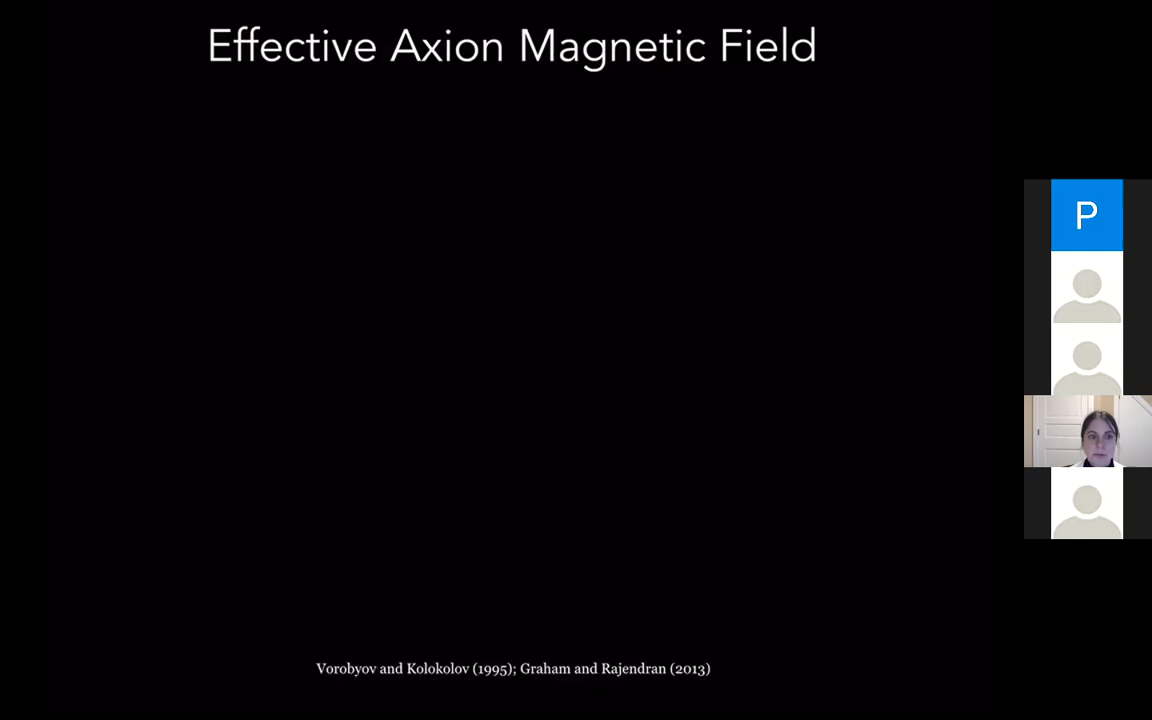 Effective Axion Magnetic Field
P
Vorobyov and Kolokolov (1995); Graham and Rajendran (2013)